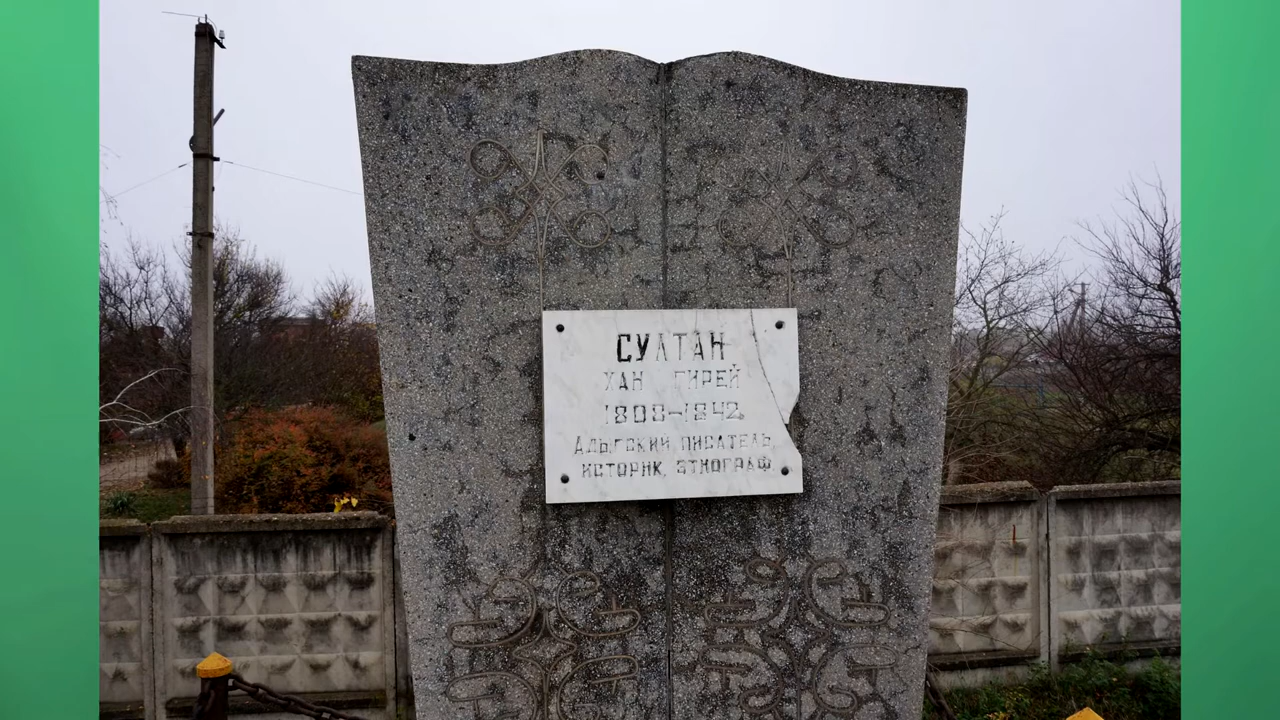 СУЛТАН
ХАН ГИРЕЙ
1808-1842
АДЫГСКИЙ ПИСАТЕЛЬ,
ИСТОРИК, ЭТНОГРАФ